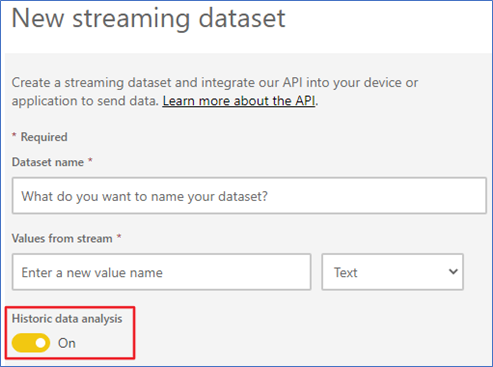 New streaming dataset
Create a streaming dataset and integrate our API into your device or
application to send data. Learn more about the API.
* Required
Dataset name *
What do you want to name your dataset?
Values from stream *
Enter a new value name
Text
Historic data analysis
On